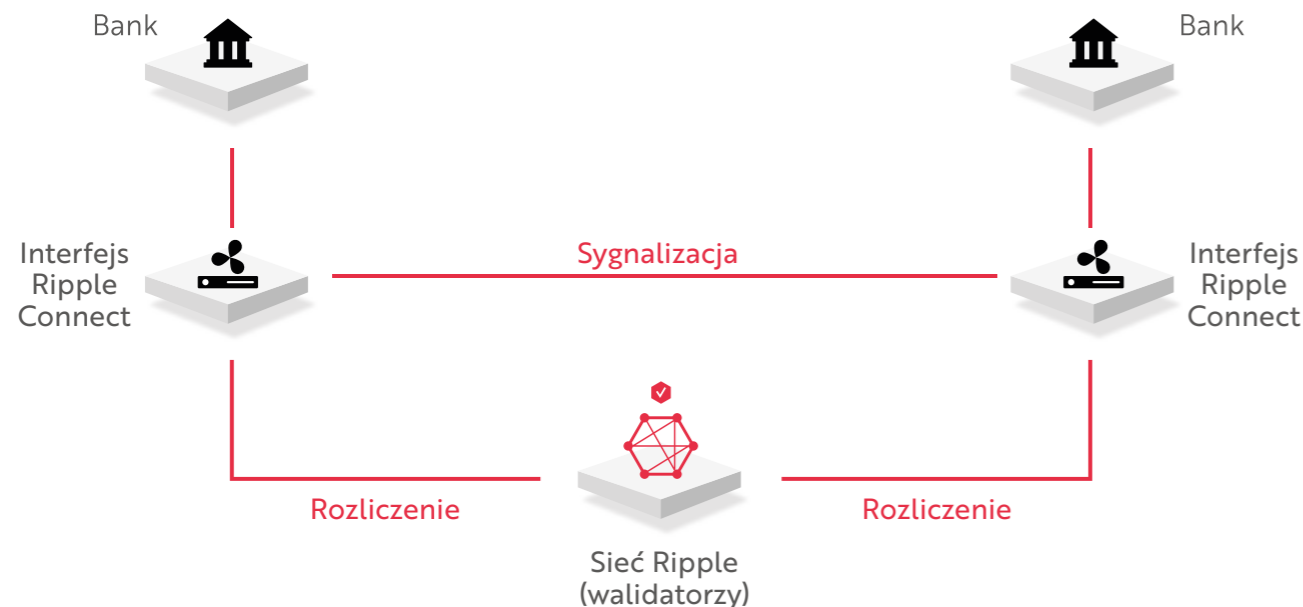 Bank
Bank
Interfejs
Ripple
Connect
Sygnalizacja
Interfejs
Ripple
Connect
Rozliczenie
Rozliczenie
Sieć Ripple
(walidatorzy)